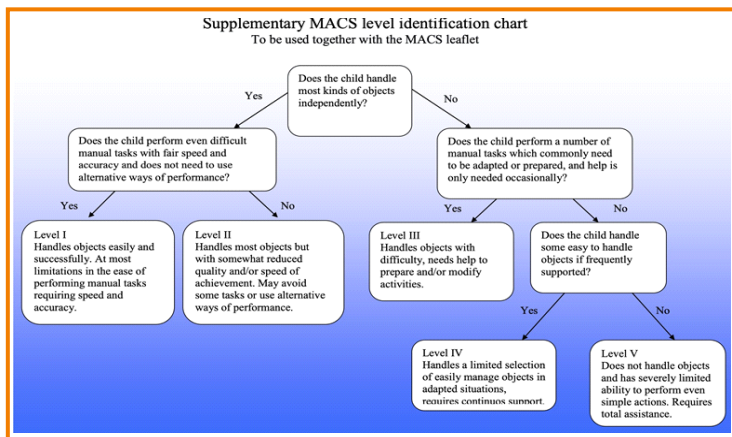 Supplementary MACS level identification chart
To be used together with the MACS leaflet
Does the child handle
most kinds of objects
independently?
Yes
No
Does the child perform even difficult
manual tasks with fair speed and
accuracy and does not need to use
alternative ways of performance?
Does the child perform a number of
manual tasks which commonly need
to be adapted or prepared, and help is
only needed occasionally?
Yes
No
Yes
No
Level I
Handles objects easily and
successfully. At most
limitations in the ease of
performing manual tasks
requiring speed and
accuracy.
Level II
Handles most objects but
with somewhat reduced
quality and/or speed of
achievement. May avoid
some tasks or use alternative
ways of performance.
Level III
Handles objects with
difficulty, needs help to
prepare and/or modify
activities.
Does the child handle
some easy to handle
objects if frequently
supported?
Yes
No
Level IV
Handles a limited selection
of easily manage objects in
adapted situations,
requires continuos support.
Level V
Does not handle objects
and has severely limited
ability to perform even
simple actions. Requires
total assistance.